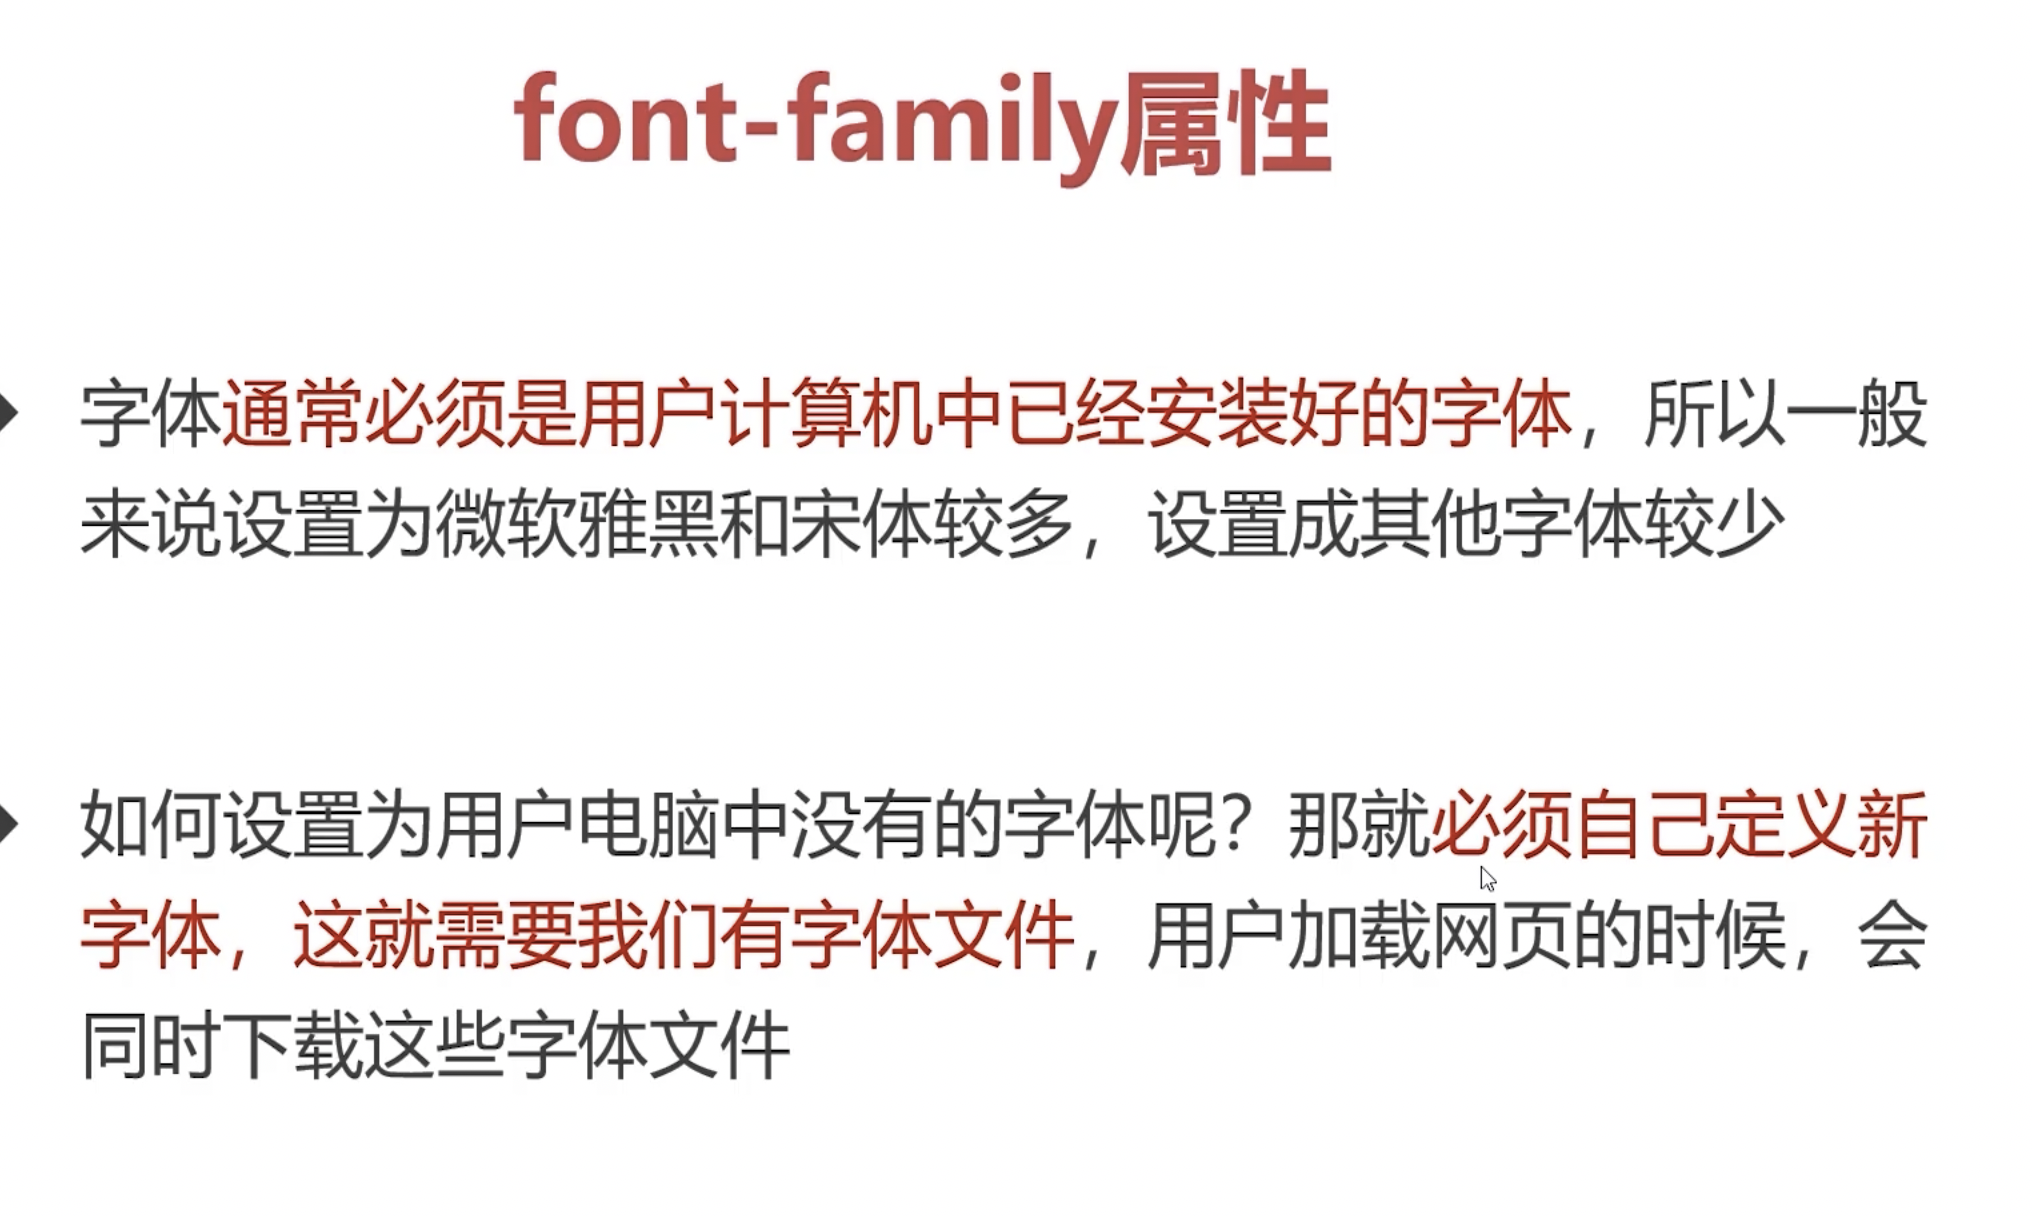 font-family属性
字体通常必须是用户计算机中已经安装好的字体，所以一般
来说设置为微软雅黑和宋体较多，设置成其他字体较少
如何设置为用户电脑中没有的字体呢？那就必须自己定义新
字体，这就需要我们有字体文件，用户加载网页的时候，会
同时下载这些字体文件